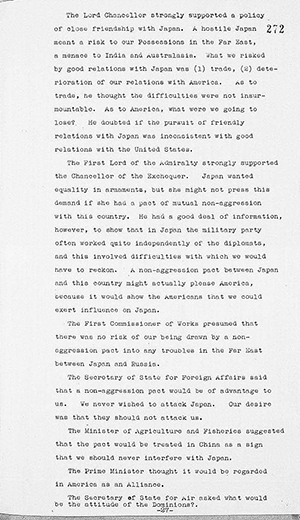 The Lord Chancellor strongly supported a policy
of close friendship with Japan. A hostile Japan
272
meant a risk to our Possessions in the Far East,
a menace to India and Australasia. What we risked
by good relations with Japan was (1) trade, (2) dete-
rioration of our relations with America. As to
trade, he thought the difficulties were not insur-
mountable. As to America, what were we going to
lose? He doubted if the pursuit of friendly
relations with Japan was inconsistent with good
relations with the United States.
The First Lord of the Admiralty strongly supported
the Chancellor of the Exchequer. Japan wanted
equality in armaments, but she might not press this
demand if she had a pact of mutual non-aggression
with this country. He had a good deal of information,
however, to show that in Japan the military party
often worked quite independently of the diplomats,
and this involved difficulties with which we would
have to reckon. A non-aggression pact between Japan
and this country might actually please America,
because it would show the Americans that we could
exert influence on Japan.
The First Commissioner of Works presumed that
there was no risk of our being drawn by a non-
aggression pact into any troubles in the Far East
between Japan and Russia.
The Secretary of State for Foreign Affairs said
that a non-aggression pact would be of advantage to
us. We never wished to attack Japan. Our desire
was that they should not attack us.
The Minister of Agriculture and Fisheries suggested
that the pact would be treated in China as a sign
that we should never interfere with Japan.
The Prime Minister thought it would be regarded
in America as an Alliance.
The Secretary of State for Air asked what would
be the attitude of the Dominions?
-27-